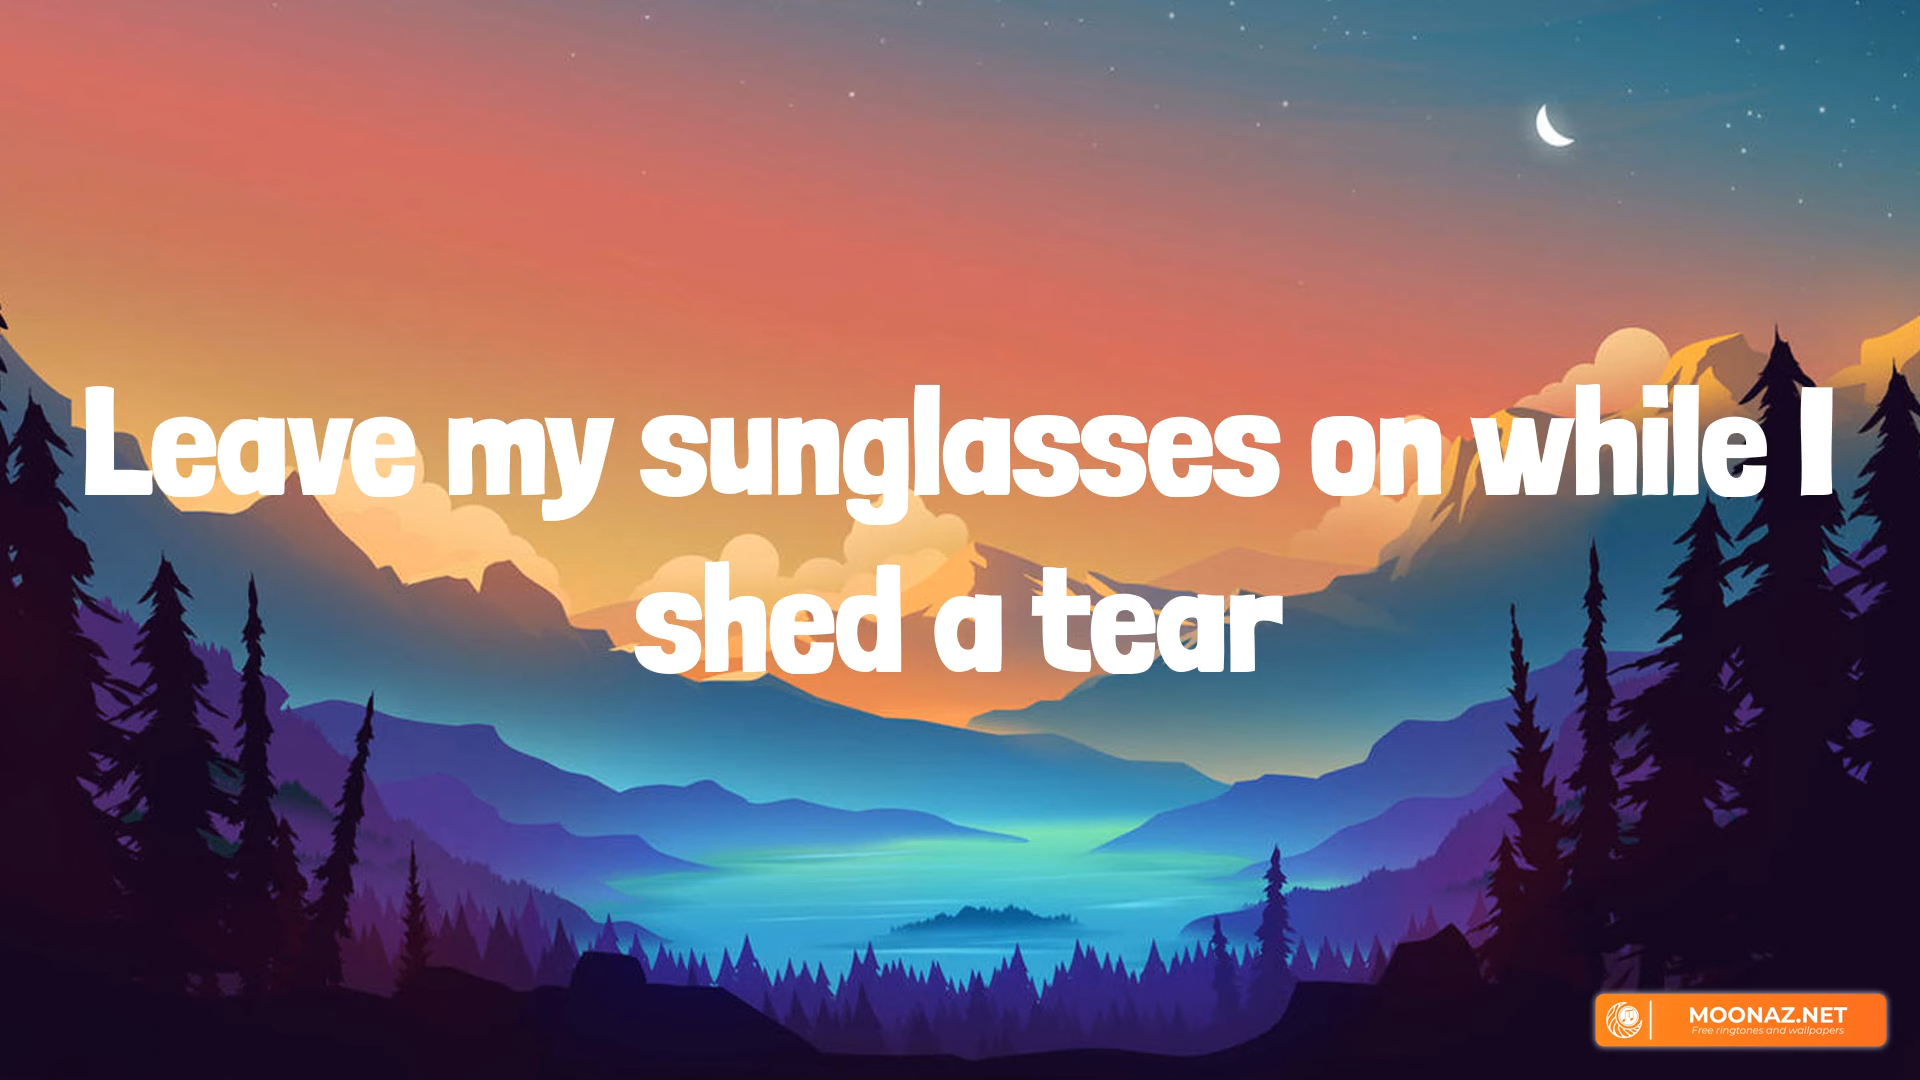 Leave my sunglasses on while I
shed a tear
MOONAZ.NET
Free ringtones and wallpapers